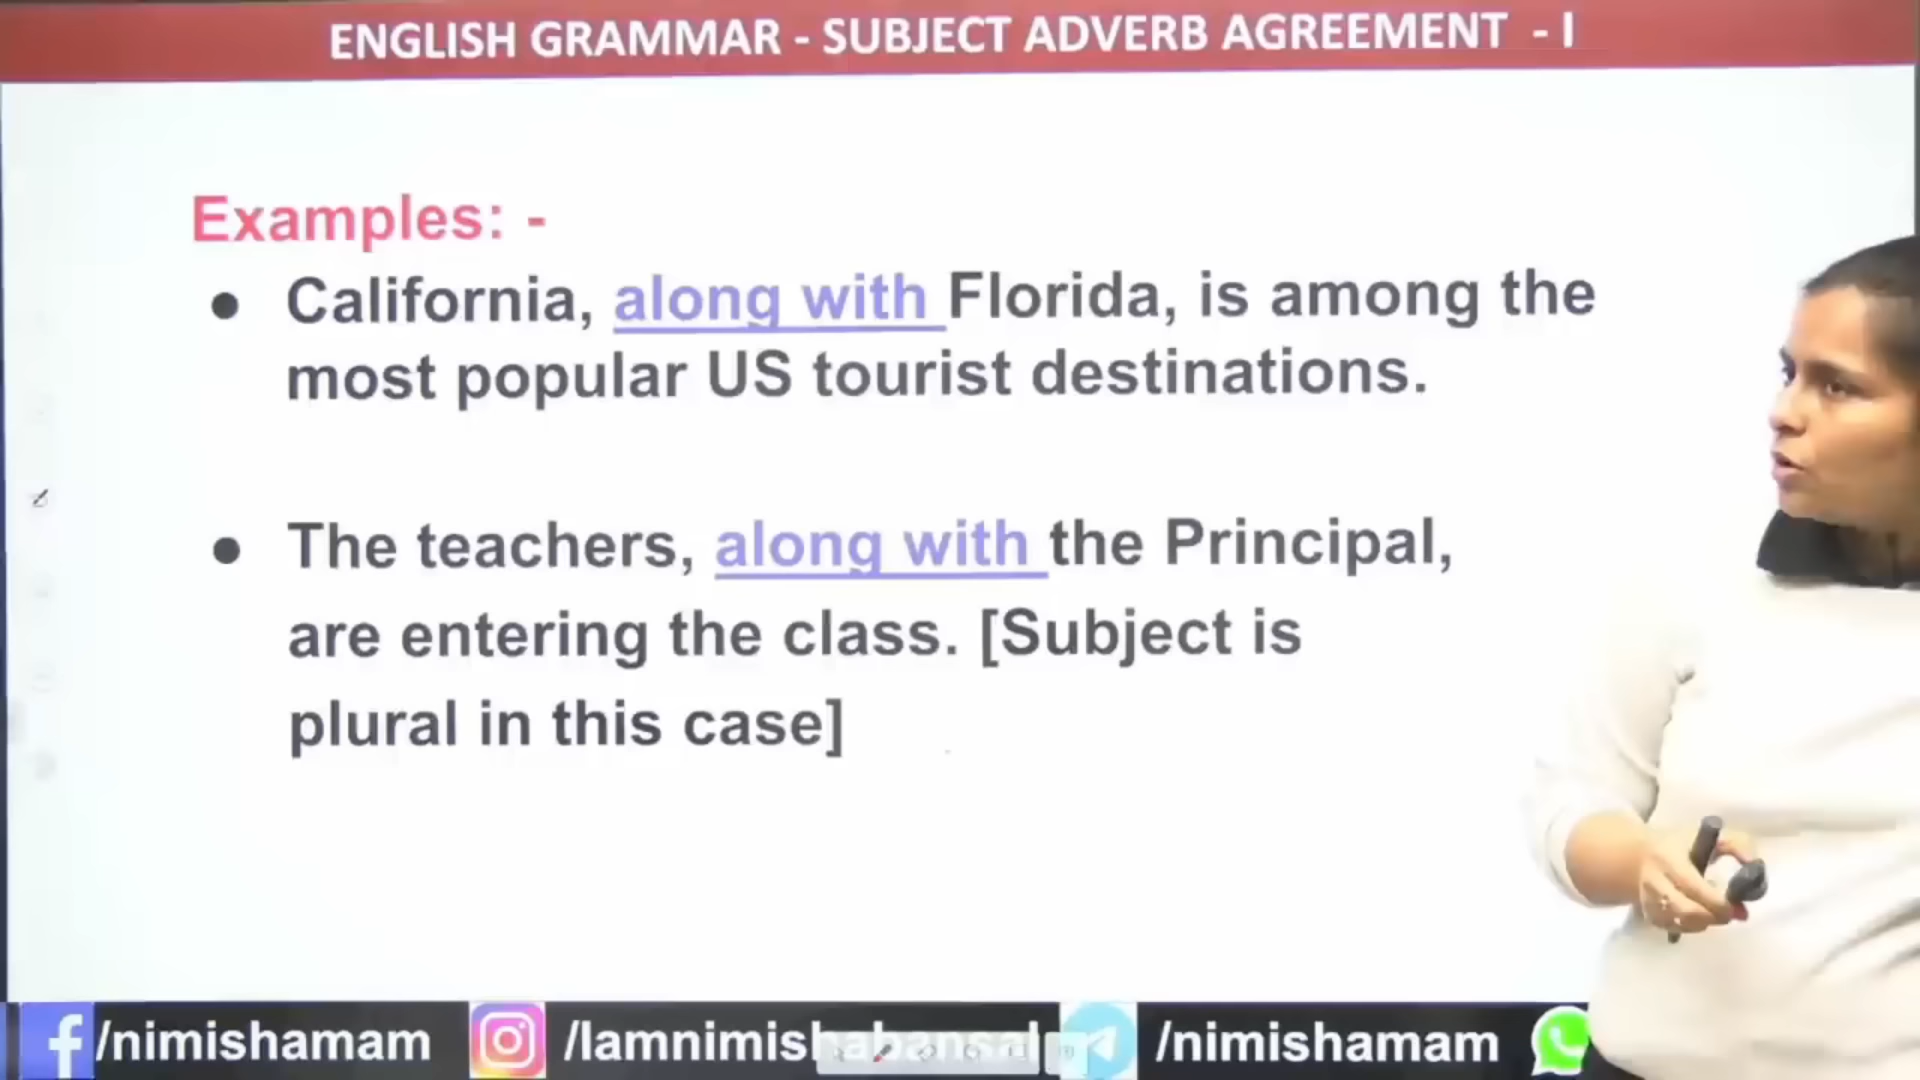 ENGLISH GRAMMAR - SUBJECT ADVERB AGREEMENT - I
Examples: -
● California, along with Florida, is among the
most popular US tourist destinations.
● The teachers, along with the Principal,
are entering the class. [Subject is
plural in this case]
/nimishamam /Iamnimishabansal /nimishamam